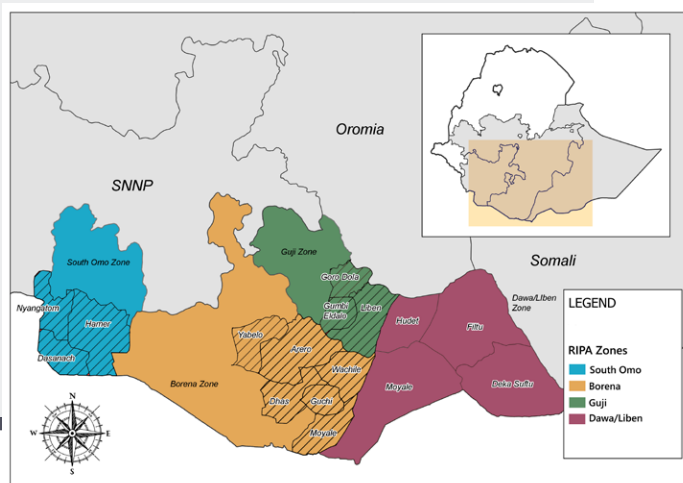 Oromia
SNNP
Somali
South Omo Zone
Guji Zone
Goro Dola
Gumbi
Eldalo
Liben
Nyangatom
Hamer
Dasanach
Yabelo
Arero
Wachile
Borena Zone
Dhas
Guchi
Moyale
Hudet
Filtu
Moyale
Deka Suftu
Dawa/Liben
Zone
LEGEND
RIPA Zones
South Omo
Borena
Guji
Dawa/Liben
N
W
E
S